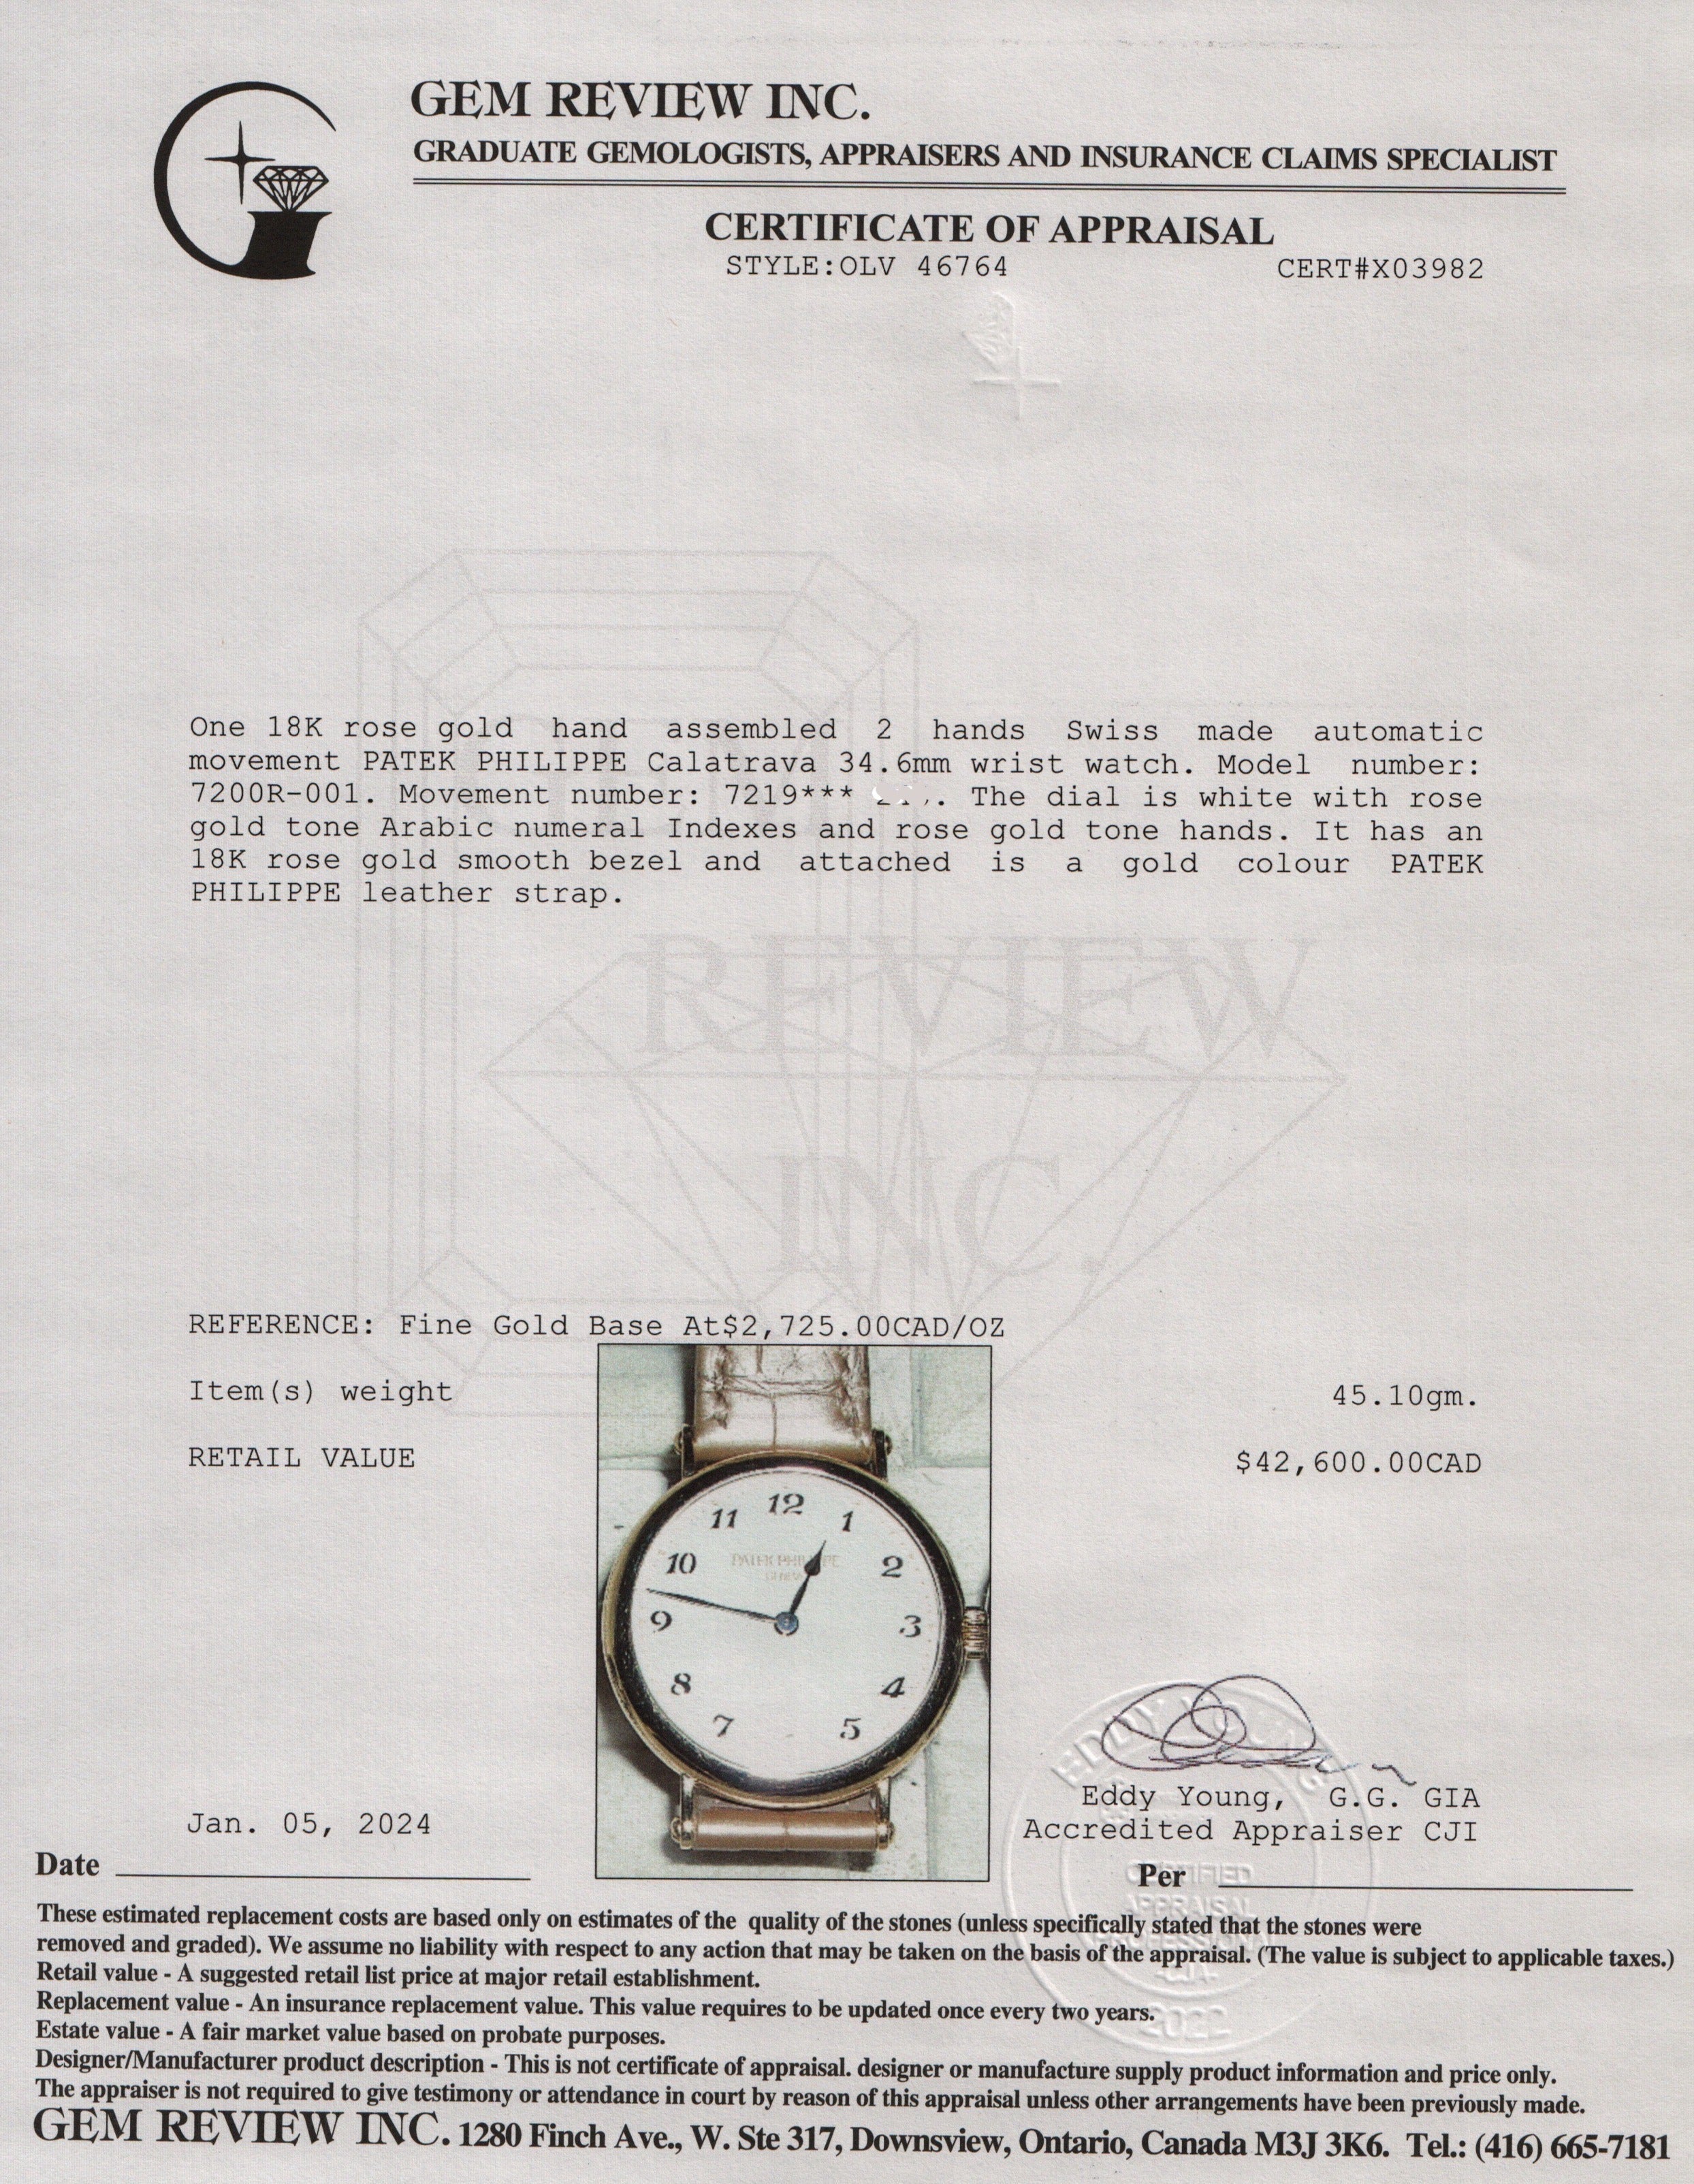 GEM REVIEW INC.
GRADUATE GEMOLOGISTS, APPRAISERS AND INSURANCE CLAIMS SPECIALIST
CERTIFICATE OF APPRAISAL
STYLE:OLV 46764 CERT#X03982
One 18K rose gold hand assembled 2 hands Swiss made automatic
movement PATEK PHILIPPE Calatrava 34.6mm wrist watch. Model number:
7200R-001. Movement number: 7219*** . The dial is white with rose
gold tone Arabic numeral Indexes and rose gold tone hands. It has an
18K rose gold smooth bezel and attached is a gold colour PATEK
PHILIPPE leather strap.
REVIEW
INC.
REFERENCE: Fine Gold Base At$2,725.00CAD/OZ
Item(s) weight 45.10gm.
RETAIL VALUE $42,600.00CAD
12
11 1
10 2
PATEK PHILIPPE
GENEVE
9 3
8 4
7 5
EDDY YOUNG
Eddy Young, G.G. GIA
Jan. 05, 2024 Accredited Appraiser CJI
Date Per
CERTIFIED
APPRAISAL
2022
These estimated replacement costs are based only on estimates of the quality of the stones (unless specifically stated that the stones were
removed and graded). We assume no liability with respect to any action that may be taken on the basis of the appraisal. (The value is subject to applicable taxes.)
Retail value - A suggested retail list price at major retail establishment.
Replacement value - An insurance replacement value. This value requires to be updated once every two years.
Estate value - A fair market value based on probate purposes.
Designer/Manufacturer product description - This is not certificate of appraisal. designer or manufacture supply product information and price only.
The appraiser is not required to give testimony or attendance in court by reason of this appraisal unless other arrangements have been previously made.
GEM REVIEW INC. 1280 Finch Ave., W. Ste 317, Downsview, Ontario, Canada M3J 3K6. Tel.: (416) 665-7181